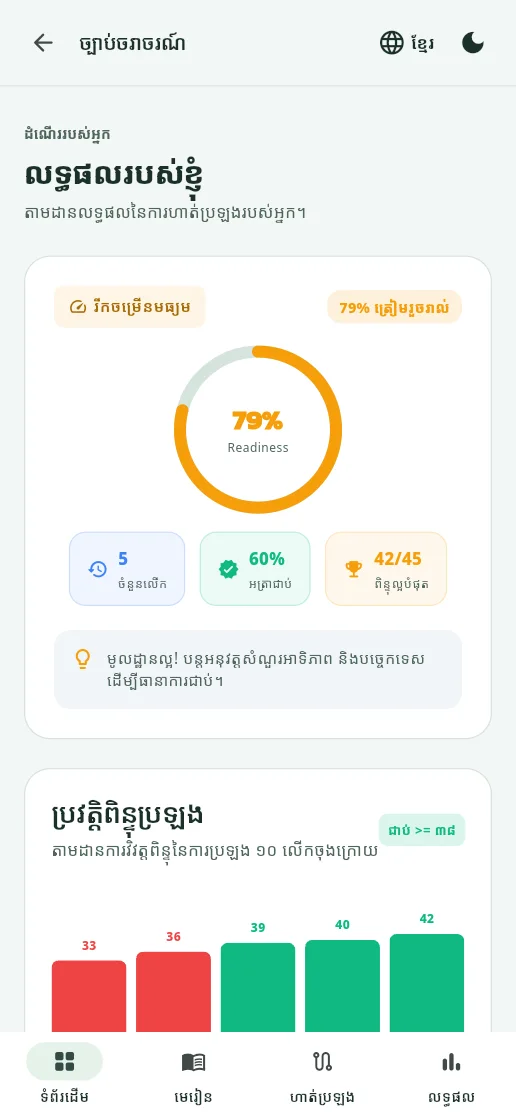 ច្បាប់ចរាចរណ៍
ខ្មែរ
ដំណើររបស់អ្នក
លទ្ធផលរបស់ខ្ញុំ
តាមដានលទ្ធផលនៃការហាត់ប្រឡងរបស់អ្នក។
រីកចម្រើនមធ្យម
79% ត្រៀមរួចរាល់
79%
Readiness
5
ចំនួនលើក
60%
អត្រាជាប់
42/45
ពិន្ទុល្អបំផុត
មូលដ្ឋានល្អ! បន្តអនុវត្តសំណួរអាទិភាព និងបច្ចេកទេស
ដើម្បីធានាការជាប់។
ប្រវត្តិពិន្ទុប្រឡង
តាមដានការវិវត្តពិន្ទុនៃការប្រឡង ១០ លើកចុងក្រោយ
ជាប់ >= ៣៨
33
36
39
40
42
ទំព័រដើម
មេរៀន
ហាត់ប្រឡង
លទ្ធផល